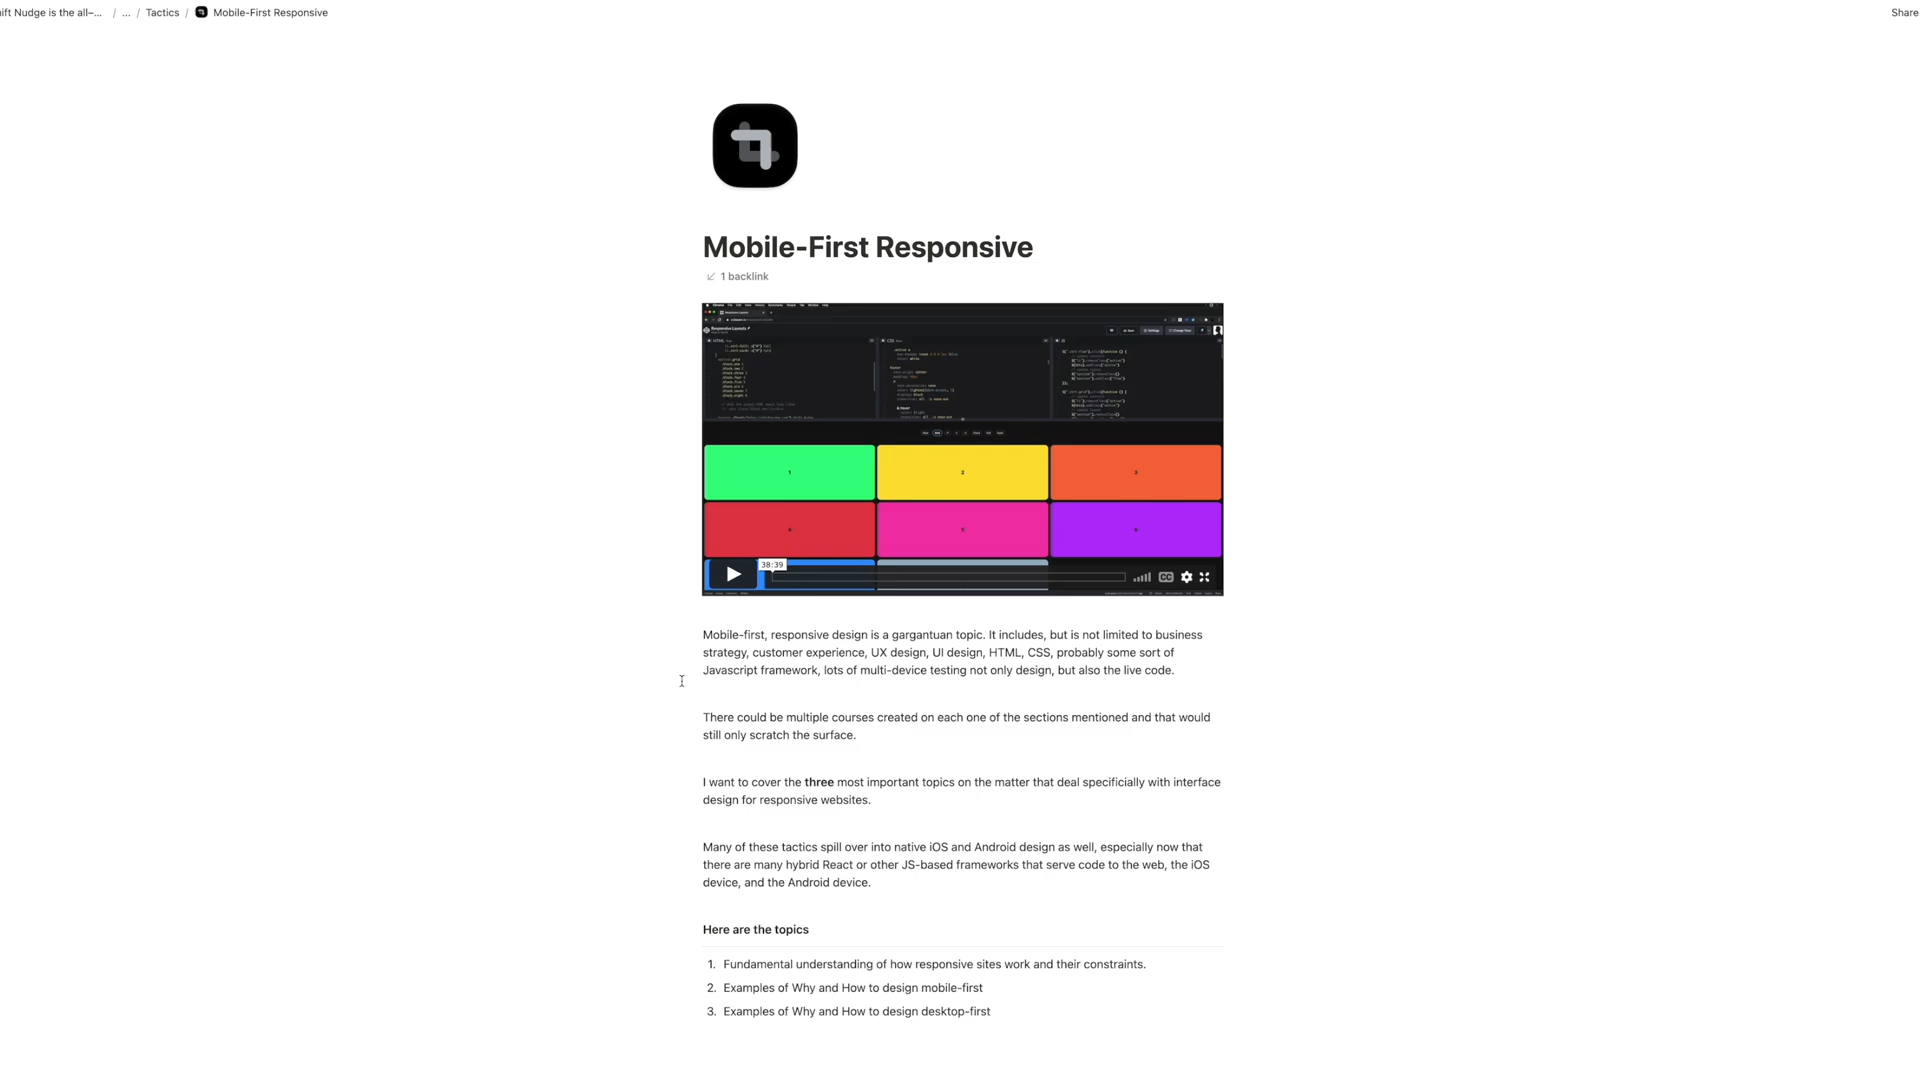 ift Nudge is the all–... / ... / Tactics / Mobile-First Responsive
Share
Mobile-First Responsive
1 backlink
Responsive Layouts
HTML
CSS
JS
1
2
3
38:39
CC
Mobile-first, responsive design is a gargantuan topic. It includes, but is not limited to business
strategy, customer experience, UX design, UI design, HTML, CSS, probably some sort of
Javascript framework, lots of multi-device testing not only design, but also the live code.
There could be multiple courses created on each one of the sections mentioned and that would
still only scratch the surface.
I want to cover the three most important topics on the matter that deal specificially with interface
design for responsive websites.
Many of these tactics spill over into native iOS and Android design as well, especially now that
there are many hybrid React or other JS-based frameworks that serve code to the web, the iOS
device, and the Android device.
Here are the topics
1. Fundamental understanding of how responsive sites work and their constraints.
2. Examples of Why and How to design mobile-first
3. Examples of Why and How to design desktop-first